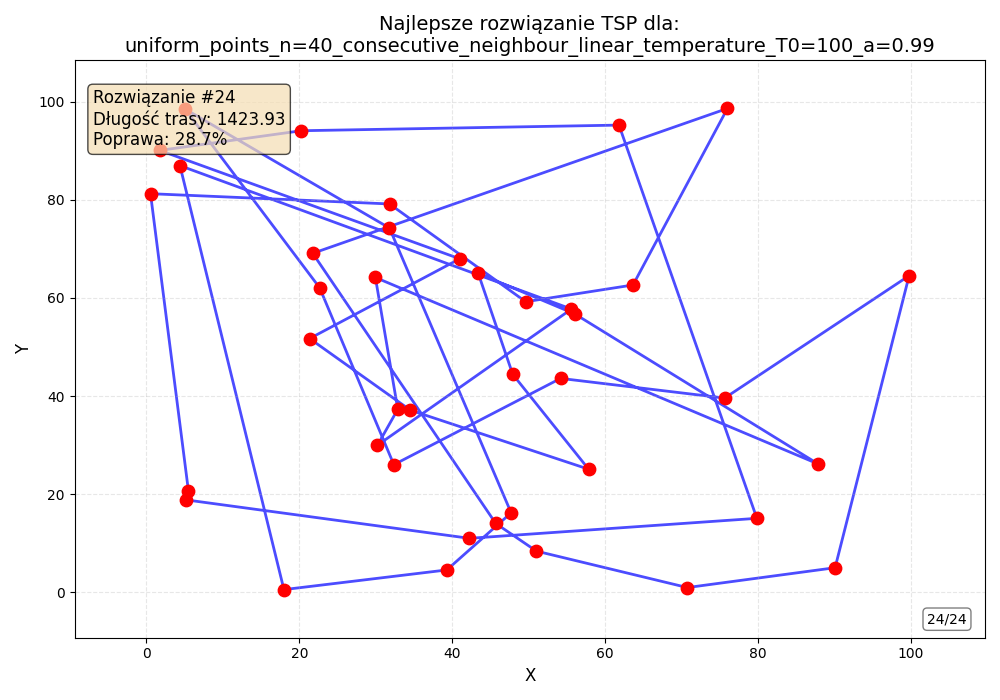 Najlepsze rozwiązanie TSP dla:
uniform_points_n=40_consecutive_neighbour_linear_temperature_T0=100_a=0.99
Rozwiązanie #24
Długość trasy: 1423.93
Poprawa: 28.7%
Y
100
80
60
40
20
0
24/24
0 20 40 60 80 100
X